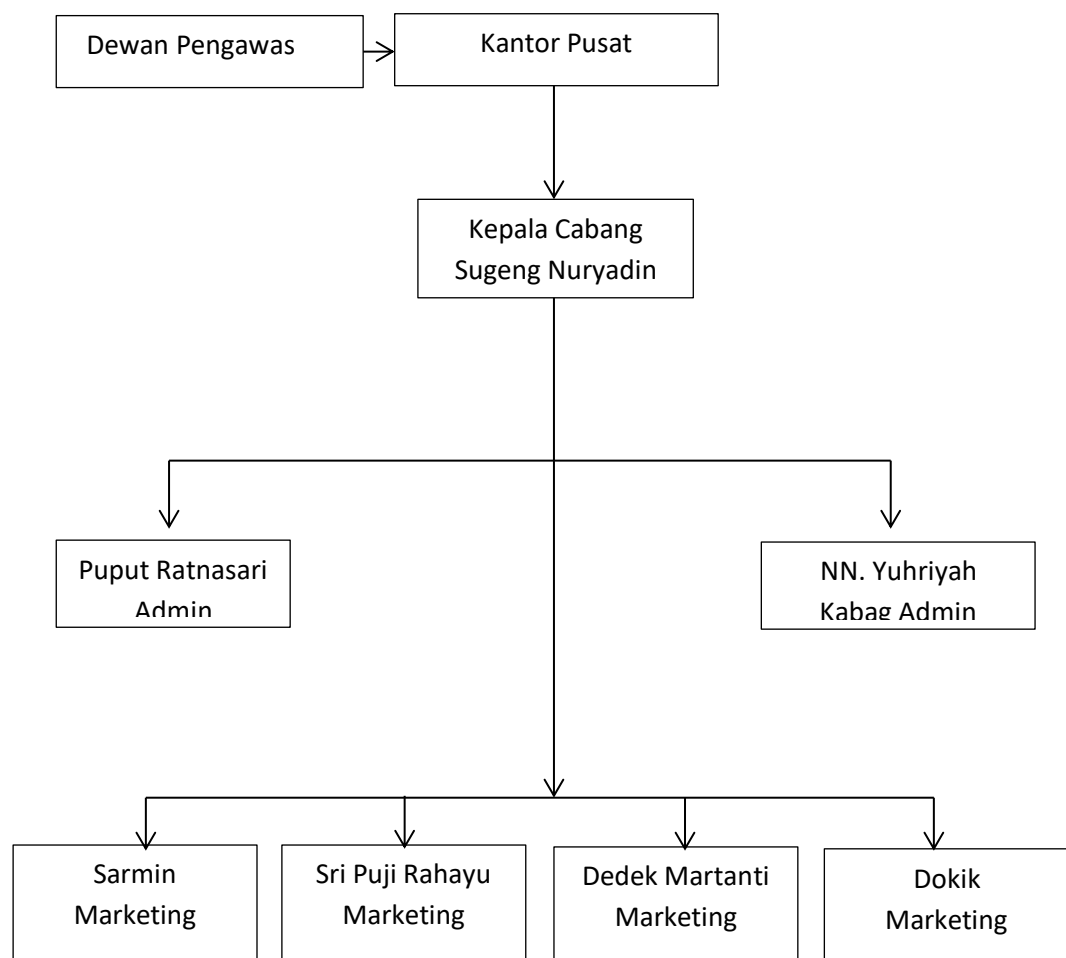 Dewan Pengawas
Kantor Pusat
Kepala Cabang
Sugeng Nuryadin
Puput Ratnasari
Admin
NN. Yuhriyah
Kabag Admin
Sarmin
Marketing
Sri Puji Rahayu
Marketing
Dedek Martanti
Marketing
Dokik
Marketing